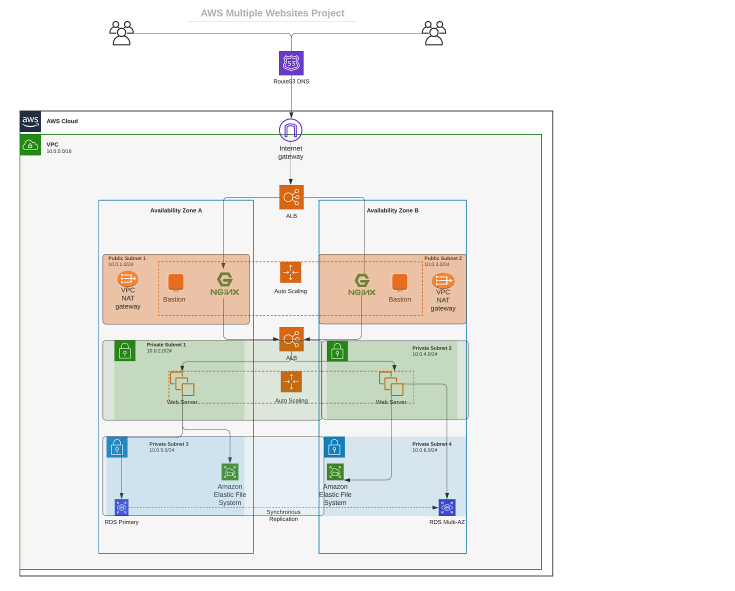 AWS Multiple Websites Project
53
Route53 DNS
aws
AWS Cloud
VPC
10.0.0.0/16
Internet
gateway
ALB
Availability Zone A
Availability Zone B
Public Subnet 1
10.0.1.0/24
Public Subnet 2
10.0.3.0/24
VPC
NAT
gateway
Bastion
NGINX
Auto Scaling
NGINX
Bastion
VPC
NAT
gateway
Private Subnet 1
10.0.2.0/24
ALB
Private Subnet 2
10.0.4.0/24
Web Server
Auto Scaling
Web Server
Private Subnet 3
10.0.5.0/24
Private Subnet 4
10.0.6.0/24
Amazon
Elastic File
System
Amazon
Elastic File
System
Synchronous
Replication
RDS Primary
RDS Multi-AZ